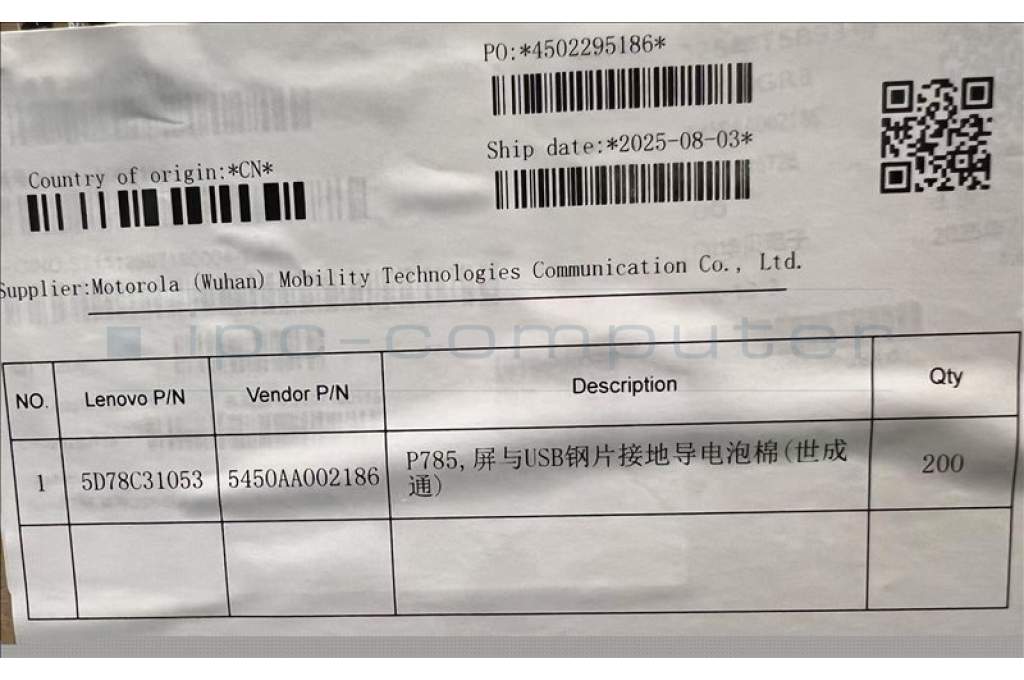 PO:*4502295186*
Ship date:*2025-08-03*
Country of origin:*CN*
Supplier:Motorola (Wuhan) Mobility Technologies Communication Co., Ltd.
ipc-computer
NO. Lenovo P/N Vendor P/N Description Qty
1 5D78C31053 5450AA002186 P785,屏与USB钢片接地导电泡棉(世成
通) 200